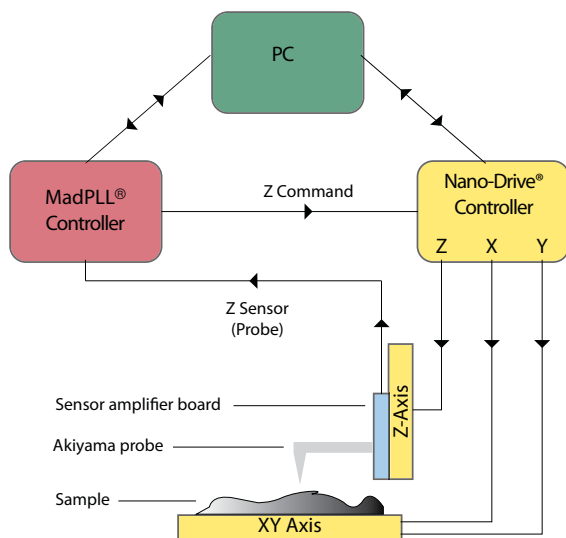 PC
MadPLL®
Controller
Nano-Drive®
Controller
Z X Y
Z Command
Z Sensor
(Probe)
Sensor amplifier board
Z-Axis
Akiyama probe
Sample
XY Axis